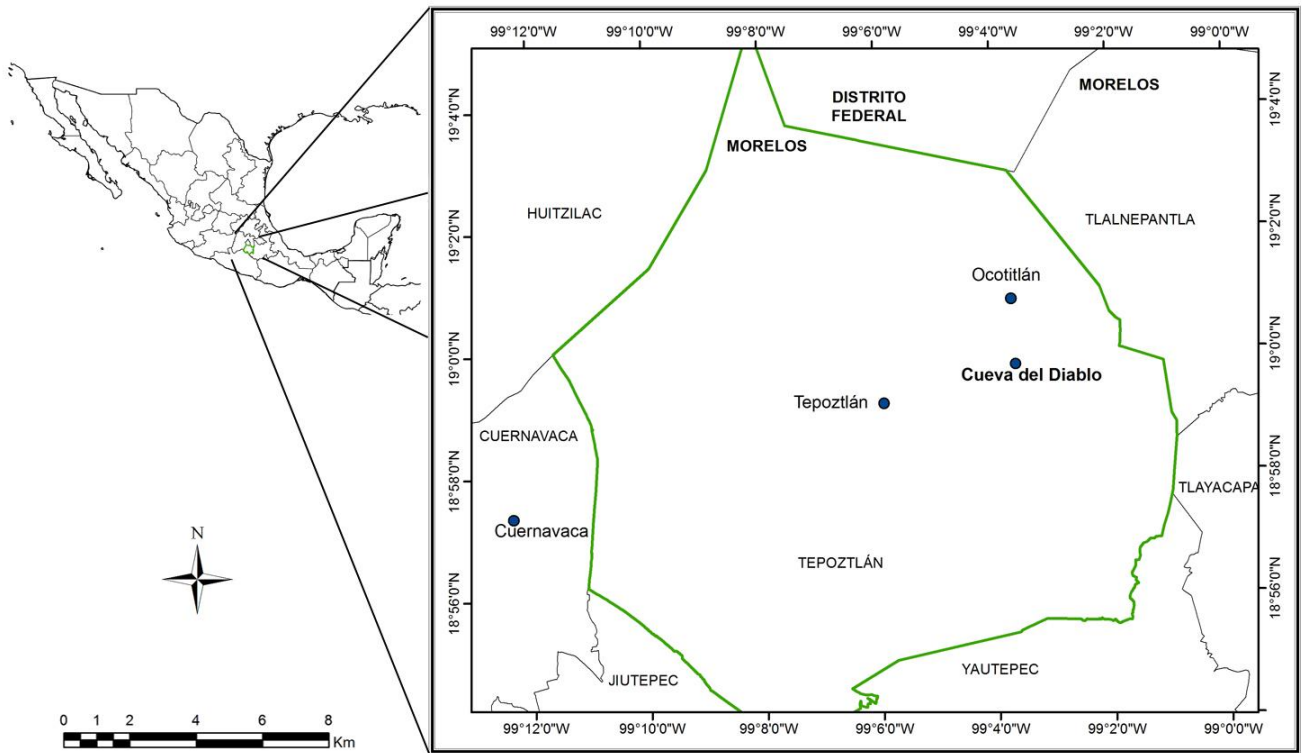 99°12'0"W 99°10'0"W 99°8'0"W 99°6'0"W 99°4'0"W 99°2'0"W 99°0'0"W
19°4'0"N
19°2'0"N
19°0'0"N
18°58'0"N
18°56'0"N
DISTRITO
FEDERAL
MORELOS
MORELOS
HUITZILAC
TLALNEPANTLA
Ocotitlán
Cueva del Diablo
Tepoztlán
CUERNAVACA
TLAYACAPA
Cuernavaca
TEPOZTLÁN
YAUTEPEC
JIUTEPEC
19°4'0"N
19°2'0"N
19°0'0"N
18°58'0"N
18°56'0"N
99°12'0"W 99°10'0"W 99°8'0"W 99°6'0"W 99°4'0"W 99°2'0"W 99°0'0"W
N
0 1 2 4 6 8
Km